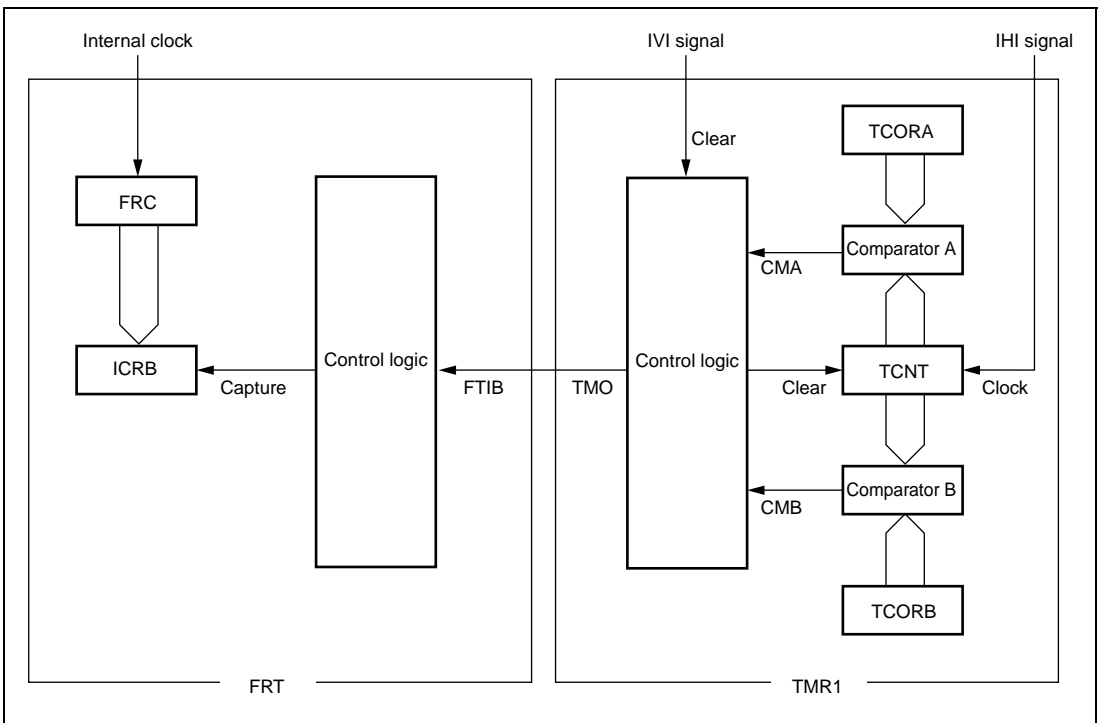 Internal clock
IVI signal
IHI signal
Clear
TCORA
FRC
Comparator A
CMA
ICRB
Capture
Control logic
FTIB
TMO
Control logic
Clear
TCNT
Clock
Comparator B
CMB
TCORB
FRT
TMR1